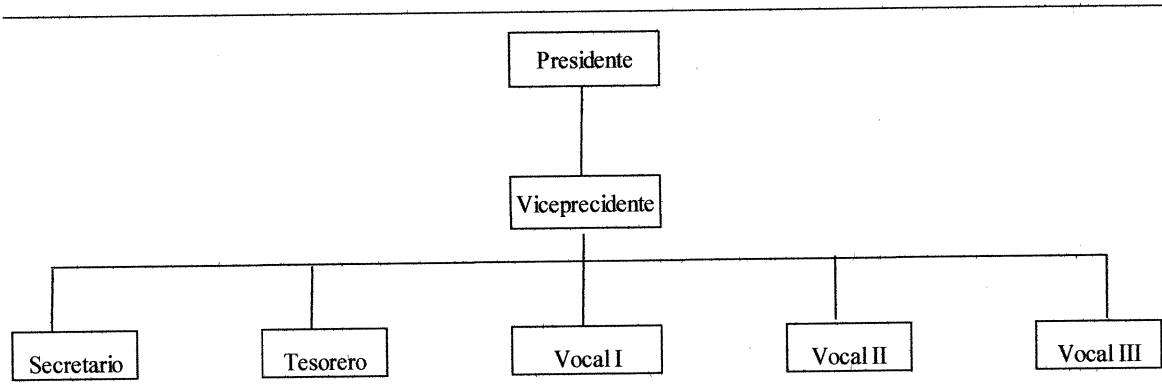 Presidente
Viceprecidente
Secretario
Tesorero
Vocal I
Vocal II
Vocal III